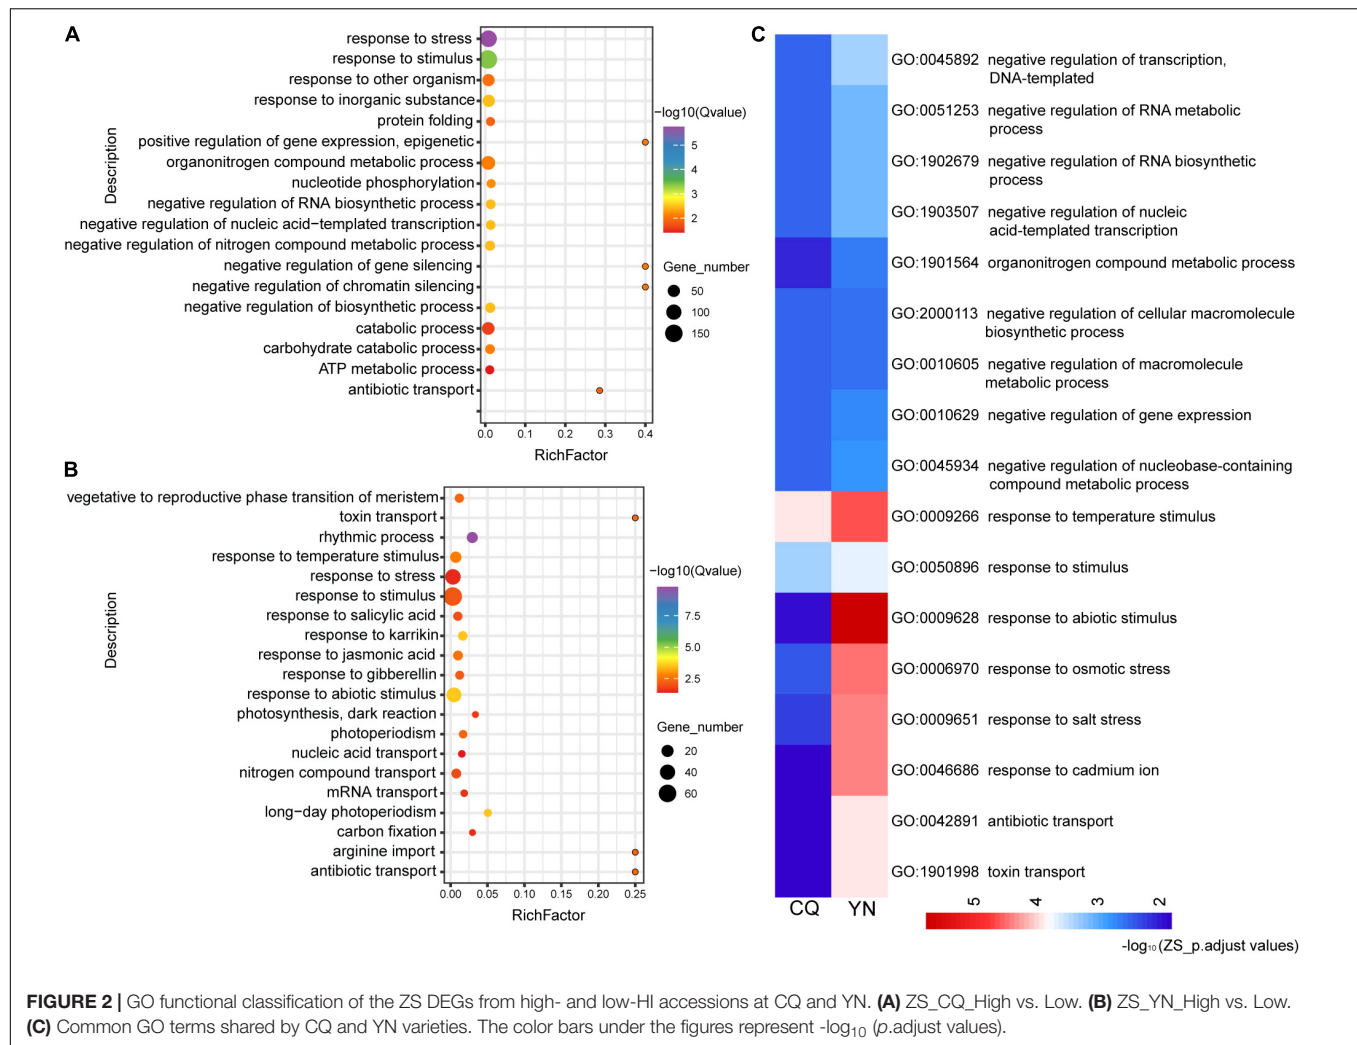 A
response to stress
response to stimulus
response to other organism
response to inorganic substance
protein folding
positive regulation of gene expression, epigenetic
organonitrogen compound metabolic process
nucleotide phosphorylation
negative regulation of RNA biosynthetic process
negative regulation of nucleic acid−templated transcription
negative regulation of nitrogen compound metabolic process
negative regulation of gene silencing
negative regulation of chromatin silencing
negative regulation of biosynthetic process
catabolic process
carbohydrate catabolic process
ATP metabolic process
antibiotic transport
Description
0.0 0.1 0.2 0.3 0.4
RichFactor
−log10(Qvalue)
5
4
3
2
Gene_number
50
100
150
B
vegetative to reproductive phase transition of meristem
toxin transport
rhythmic process
response to temperature stimulus
response to stress
response to stimulus
response to salicylic acid
response to karrikin
response to jasmonic acid
response to gibberellin
response to abiotic stimulus
photosynthesis, dark reaction
photoperiodism
nucleic acid transport
nitrogen compound transport
mRNA transport
long−day photoperiodism
carbon fixation
arginine import
antibiotic transport
Description
0.00 0.05 0.10 0.15 0.20 0.25
RichFactor
−log10(Qvalue)
7.5
5.0
2.5
Gene_number
20
40
60
C
GO:0045892 negative regulation of transcription,
DNA-templated
GO:0051253 negative regulation of RNA metabolic
process
GO:1902679 negative regulation of RNA biosynthetic
process
GO:1903507 negative regulation of nucleic
acid-templated transcription
GO:1901564 organonitrogen compound metabolic process
GO:2000113 negative regulation of cellular macromolecule
biosynthetic process
GO:0010605 negative regulation of macromolecule
metabolic process
GO:0010629 negative regulation of gene expression
GO:0045934 negative regulation of nucleobase-containing
compound metabolic process
GO:0009266 response to temperature stimulus
GO:0050896 response to stimulus
GO:0009628 response to abiotic stimulus
GO:0006970 response to osmotic stress
GO:0009651 response to salt stress
GO:0046686 response to cadmium ion
GO:0042891 antibiotic transport
GO:1901998 toxin transport
CQ YN
5 4 3 2
-log₁₀(ZS_p.adjust values)
FIGURE 2 | GO functional classification of the ZS DEGs from high- and low-HI accessions at CQ and YN. (A) ZS_CQ_High vs. Low. (B) ZS_YN_High vs. Low.
(C) Common GO terms shared by CQ and YN varieties. The color bars under the figures represent -log₁₀ (p.adjust values).